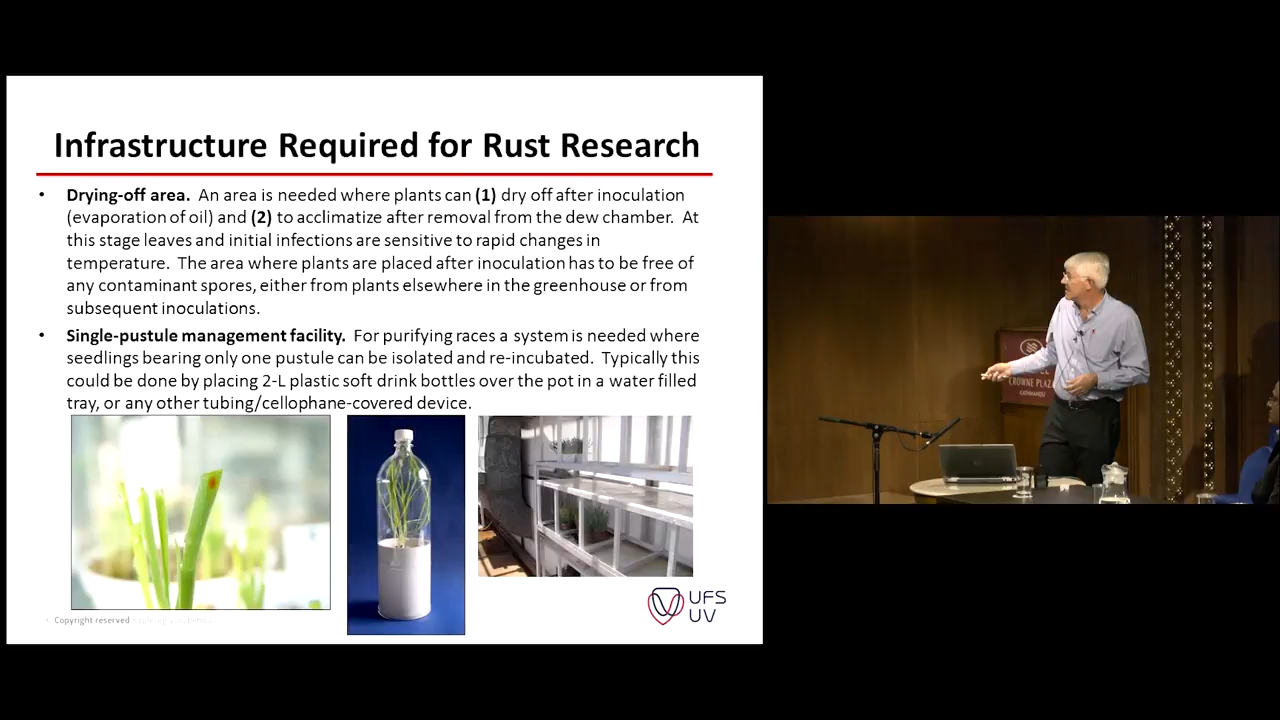 Infrastructure Required for Rust Research
• Drying-off area. An area is needed where plants can (1) dry off after inoculation
(evaporation of oil) and (2) to acclimatize after removal from the dew chamber. At
this stage leaves and initial infections are sensitive to rapid changes in
temperature. The area where plants are placed after inoculation has to be free of
any contaminant spores, either from plants elsewhere in the greenhouse or from
subsequent inoculations.
• Single-pustule management facility. For purifying races a system is needed where
seedlings bearing only one pustule can be isolated and re-incubated. Typically this
could be done by placing 2-L plastic soft drink bottles over the pot in a water filled
tray, or any other tubing/cellophane-covered device.
Copyright reserved
UFS
UV
CROWNE PLAZA
KATHMANDU